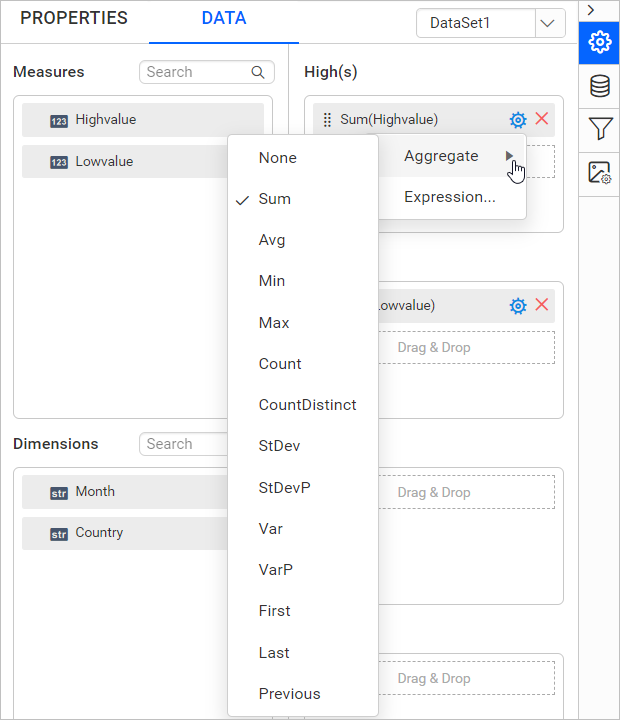 PROPERTIES
DATA
DataSet1
Measures
Search
High(s)
123 Highvalue
123 Lowvalue
Sum(Highvalue)
Aggregate
Expression...
None
Sum
Avg
Min
Max
Count
CountDistinct
StDev
StDevP
Var
VarP
First
Last
Previous
Lowvalue)
Drag & Drop
Dimensions
Search
str Month
str Country
Drag & Drop
Drag & Drop